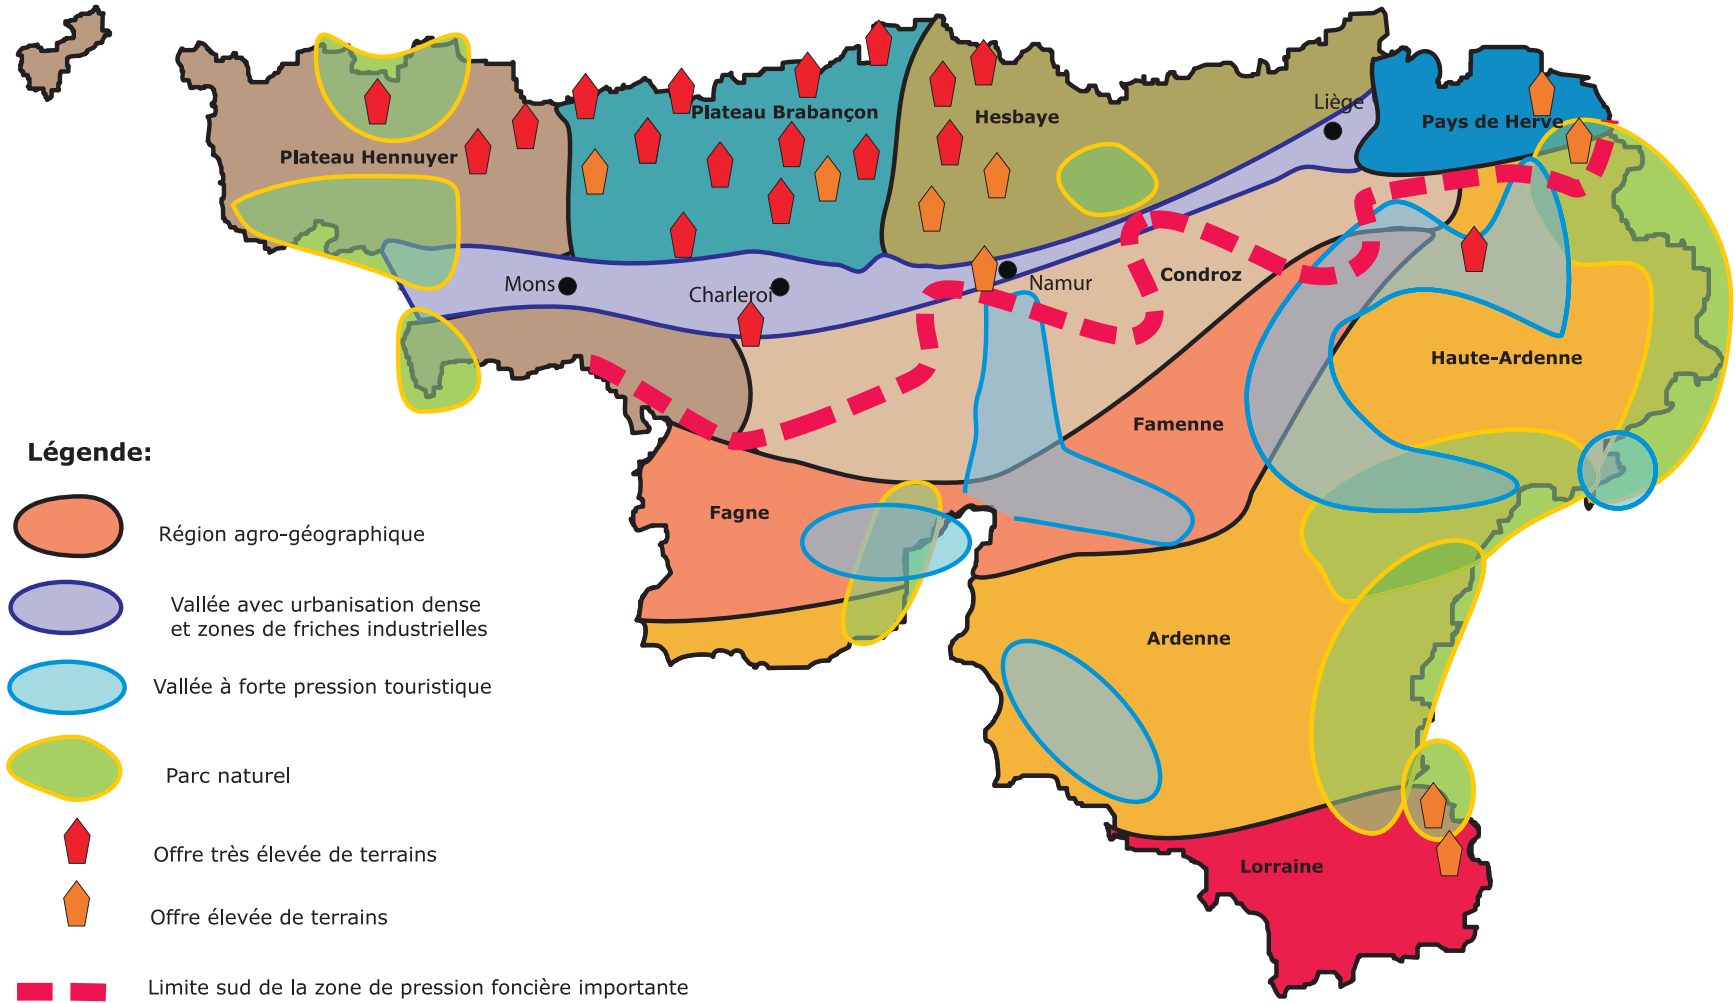 Plateau Brabançon
Hesbaye
Liège
Pays de Herve
Plateau Hennuyer
Mons
Charleroi
Namur
Condroz
Haute-Ardenne
Famenne
Fagne
Ardenne
Lorraine
Légende:
Région agro-géographique
Vallée avec urbanisation dense
et zones de friches industrielles
Vallée à forte pression touristique
Parc naturel
Offre très élevée de terrains
Offre élevée de terrains
Limite sud de la zone de pression foncière importante